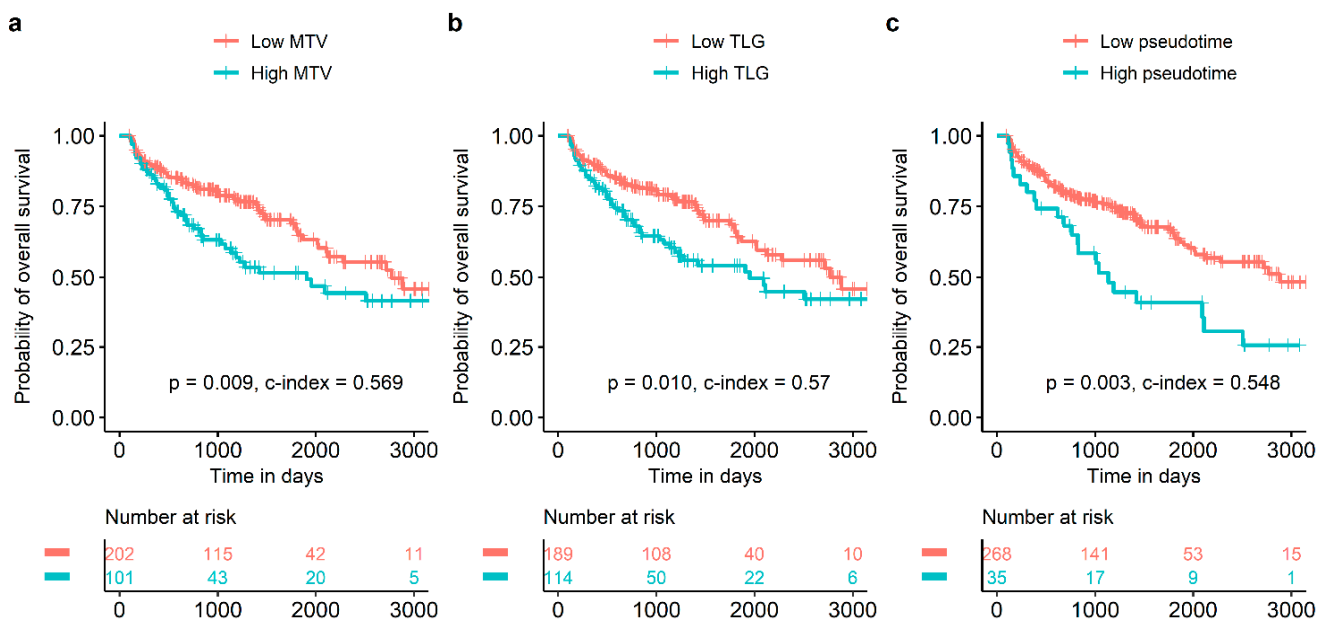 a
Low MTV
High MTV
Probability of overall survival
1.00
0.75
0.50
0.25
0.00
p = 0.009, c-index = 0.569
0 1000 2000 3000
Time in days
Number at risk
202 115 42 11
101 43 20 5
0 1000 2000 3000
b
Low TLG
High TLG
Probability of overall survival
1.00
0.75
0.50
0.25
0.00
p = 0.010, c-index = 0.57
0 1000 2000 3000
Time in days
Number at risk
189 108 40 10
114 50 22 6
0 1000 2000 3000
c
Low pseudotime
High pseudotime
Probability of overall survival
1.00
0.75
0.50
0.25
0.00
p = 0.003, c-index = 0.548
0 1000 2000 3000
Time in days
Number at risk
268 141 53 15
35 17 9 1
0 1000 2000 3000